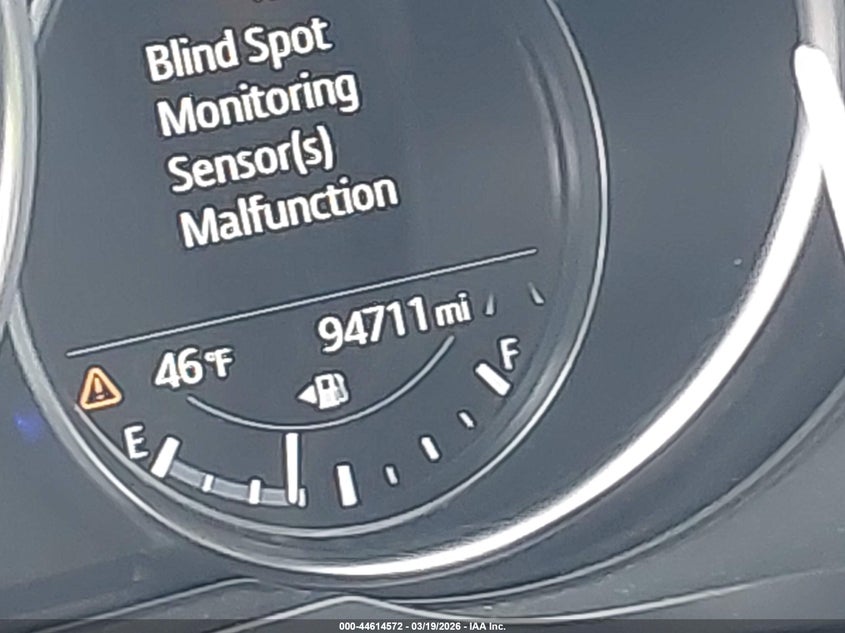 Blind Spot
Monitoring
Sensor(s)
Malfunction
94711 mi
46°F
E
F
000-44614572 - 03/19/2026 - IAA Inc.